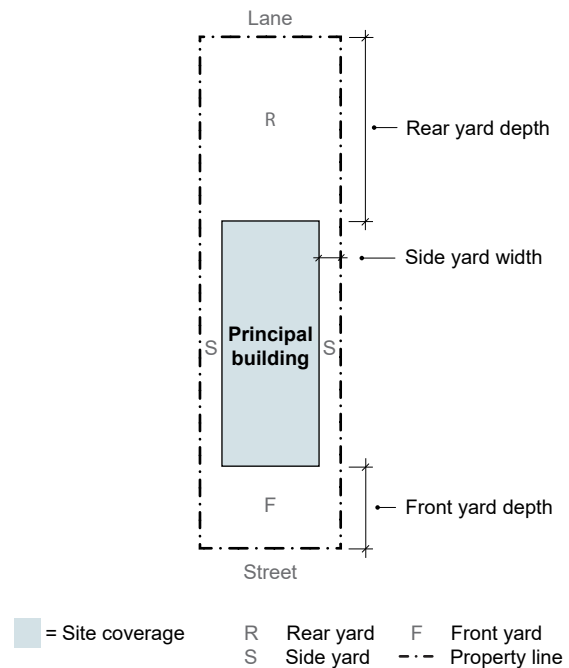 Lane
R
Rear yard depth
Side yard width
Principal
S
S
building
F
Front yard depth
Street
= Site coverage
R Rear yard
F Front yard
S Side yard
Property line